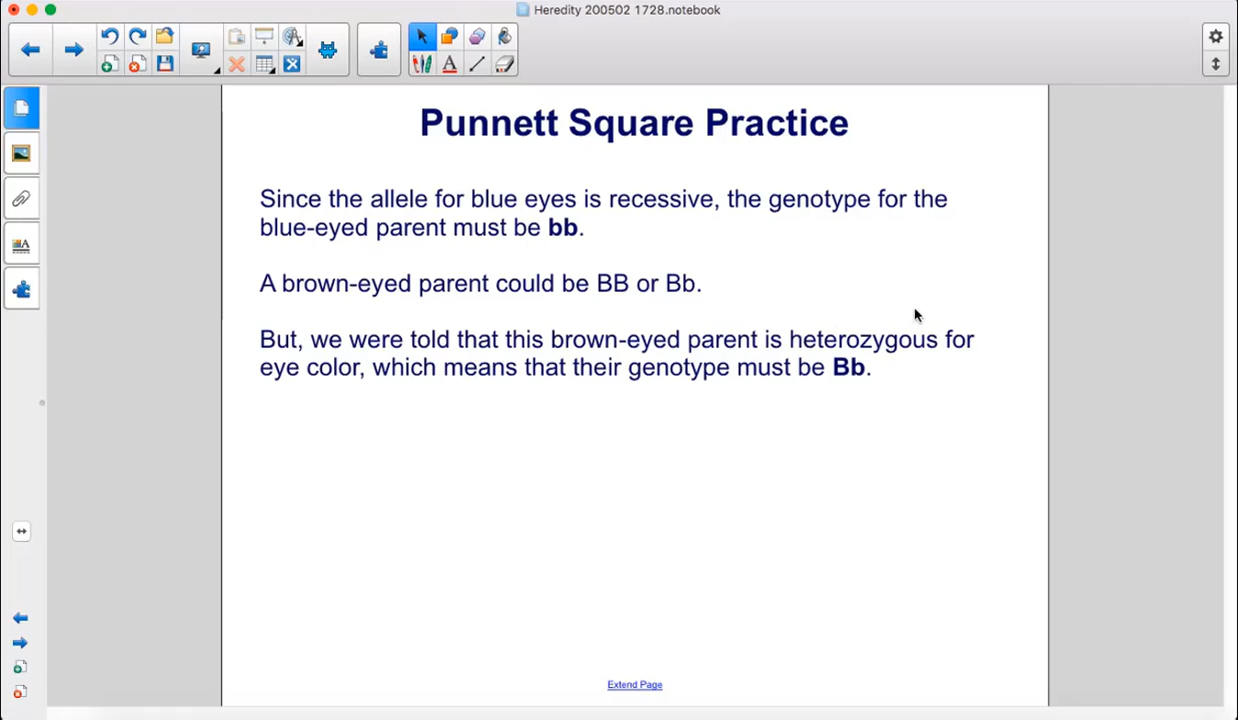 Heredity 200502 1728.notebook
Punnett Square Practice
Since the allele for blue eyes is recessive, the genotype for the
blue-eyed parent must be bb.
A brown-eyed parent could be BB or Bb.
But, we were told that this brown-eyed parent is heterozygous for
eye color, which means that their genotype must be Bb.
Extend Page